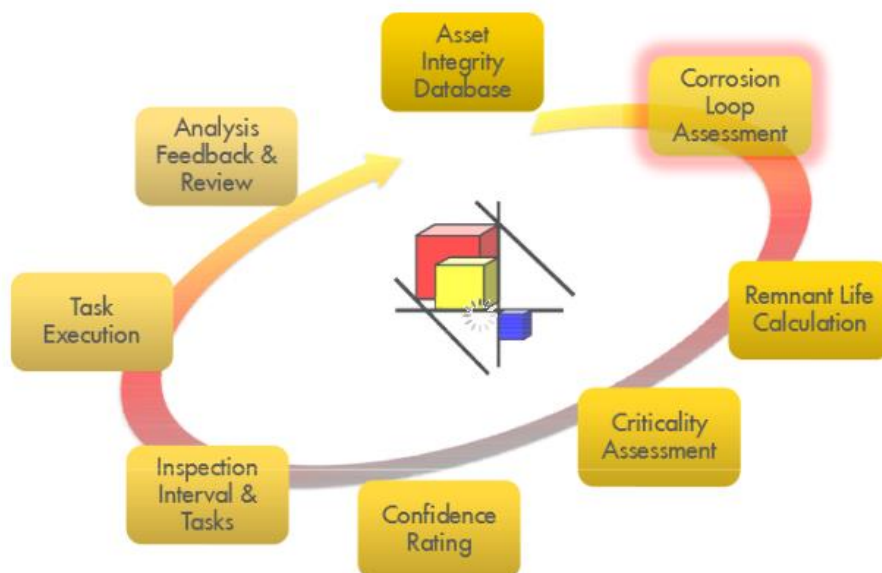 Asset
Integrity
Database
Corrosion
Loop
Assessment
Remnant Life
Calculation
Criticality
Assessment
Confidence
Rating
Inspection
Interval &
Tasks
Task
Execution
Analysis
Feedback &
Review